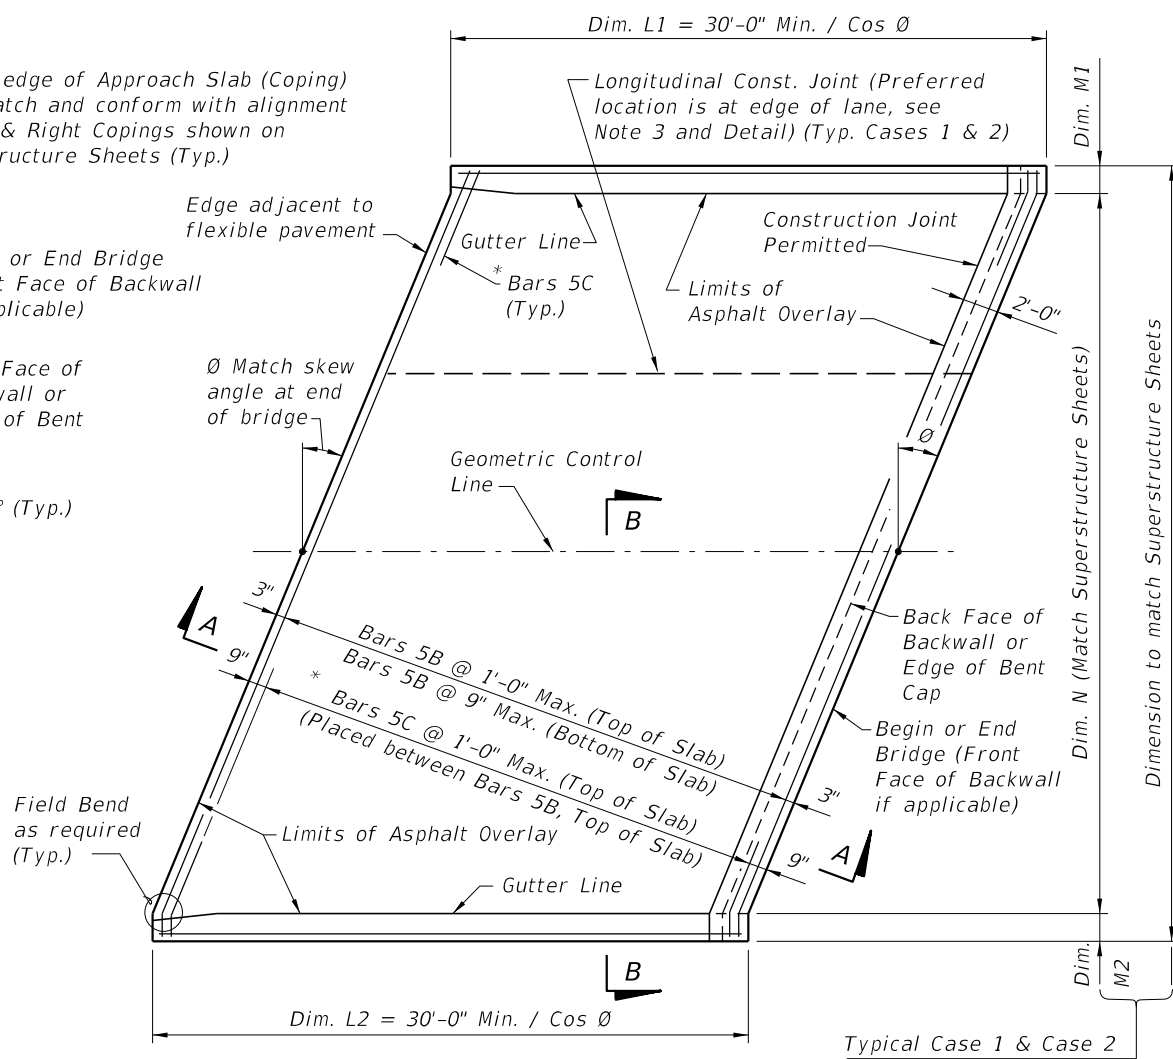 Dim. L1 = 30'-0" Min. / Cos Ø
edge of Approach Slab (Coping)
atch and conform with alignment
& Right Copings shown on
ructure Sheets (Typ.)
Longitudinal Const. Joint (Preferred
location is at edge of lane, see
Note 3 and Detail) (Typ. Cases 1 & 2)
Dim. M1
Edge adjacent to
flexible pavement
Gutter Line
Construction Joint
Permitted
or End Bridge
t Face of Backwall
plicable)
* Bars 5C
(Typ.)
Limits of
Asphalt Overlay
2'-0"
Face of
wall or
of Bent
Ø Match skew
angle at end
of bridge
Ø
Geometric Control
Line
° (Typ.)
B
Dim. N (Match Superstructure Sheets)
Dimension to match Superstructure Sheets
A
3"
9"
Bars 5B @ 1'-0" Max. (Top of Slab)
Bars 5B @ 9" Max. (Bottom of Slab)
* Bars 5C @ 1'-0" Max. (Top of Slab)
(Placed between Bars 5B, Top of Slab)
Back Face of
Backwall or
Edge of Bent
Cap
Begin or End
Bridge (Front
Face of Backwall
if applicable)
3"
9"
A
Field Bend
as required
(Typ.)
Limits of Asphalt Overlay
Gutter Line
B
Dim.
M2
Dim. L2 = 30'-0" Min. / Cos Ø
Typical Case 1 & Case 2